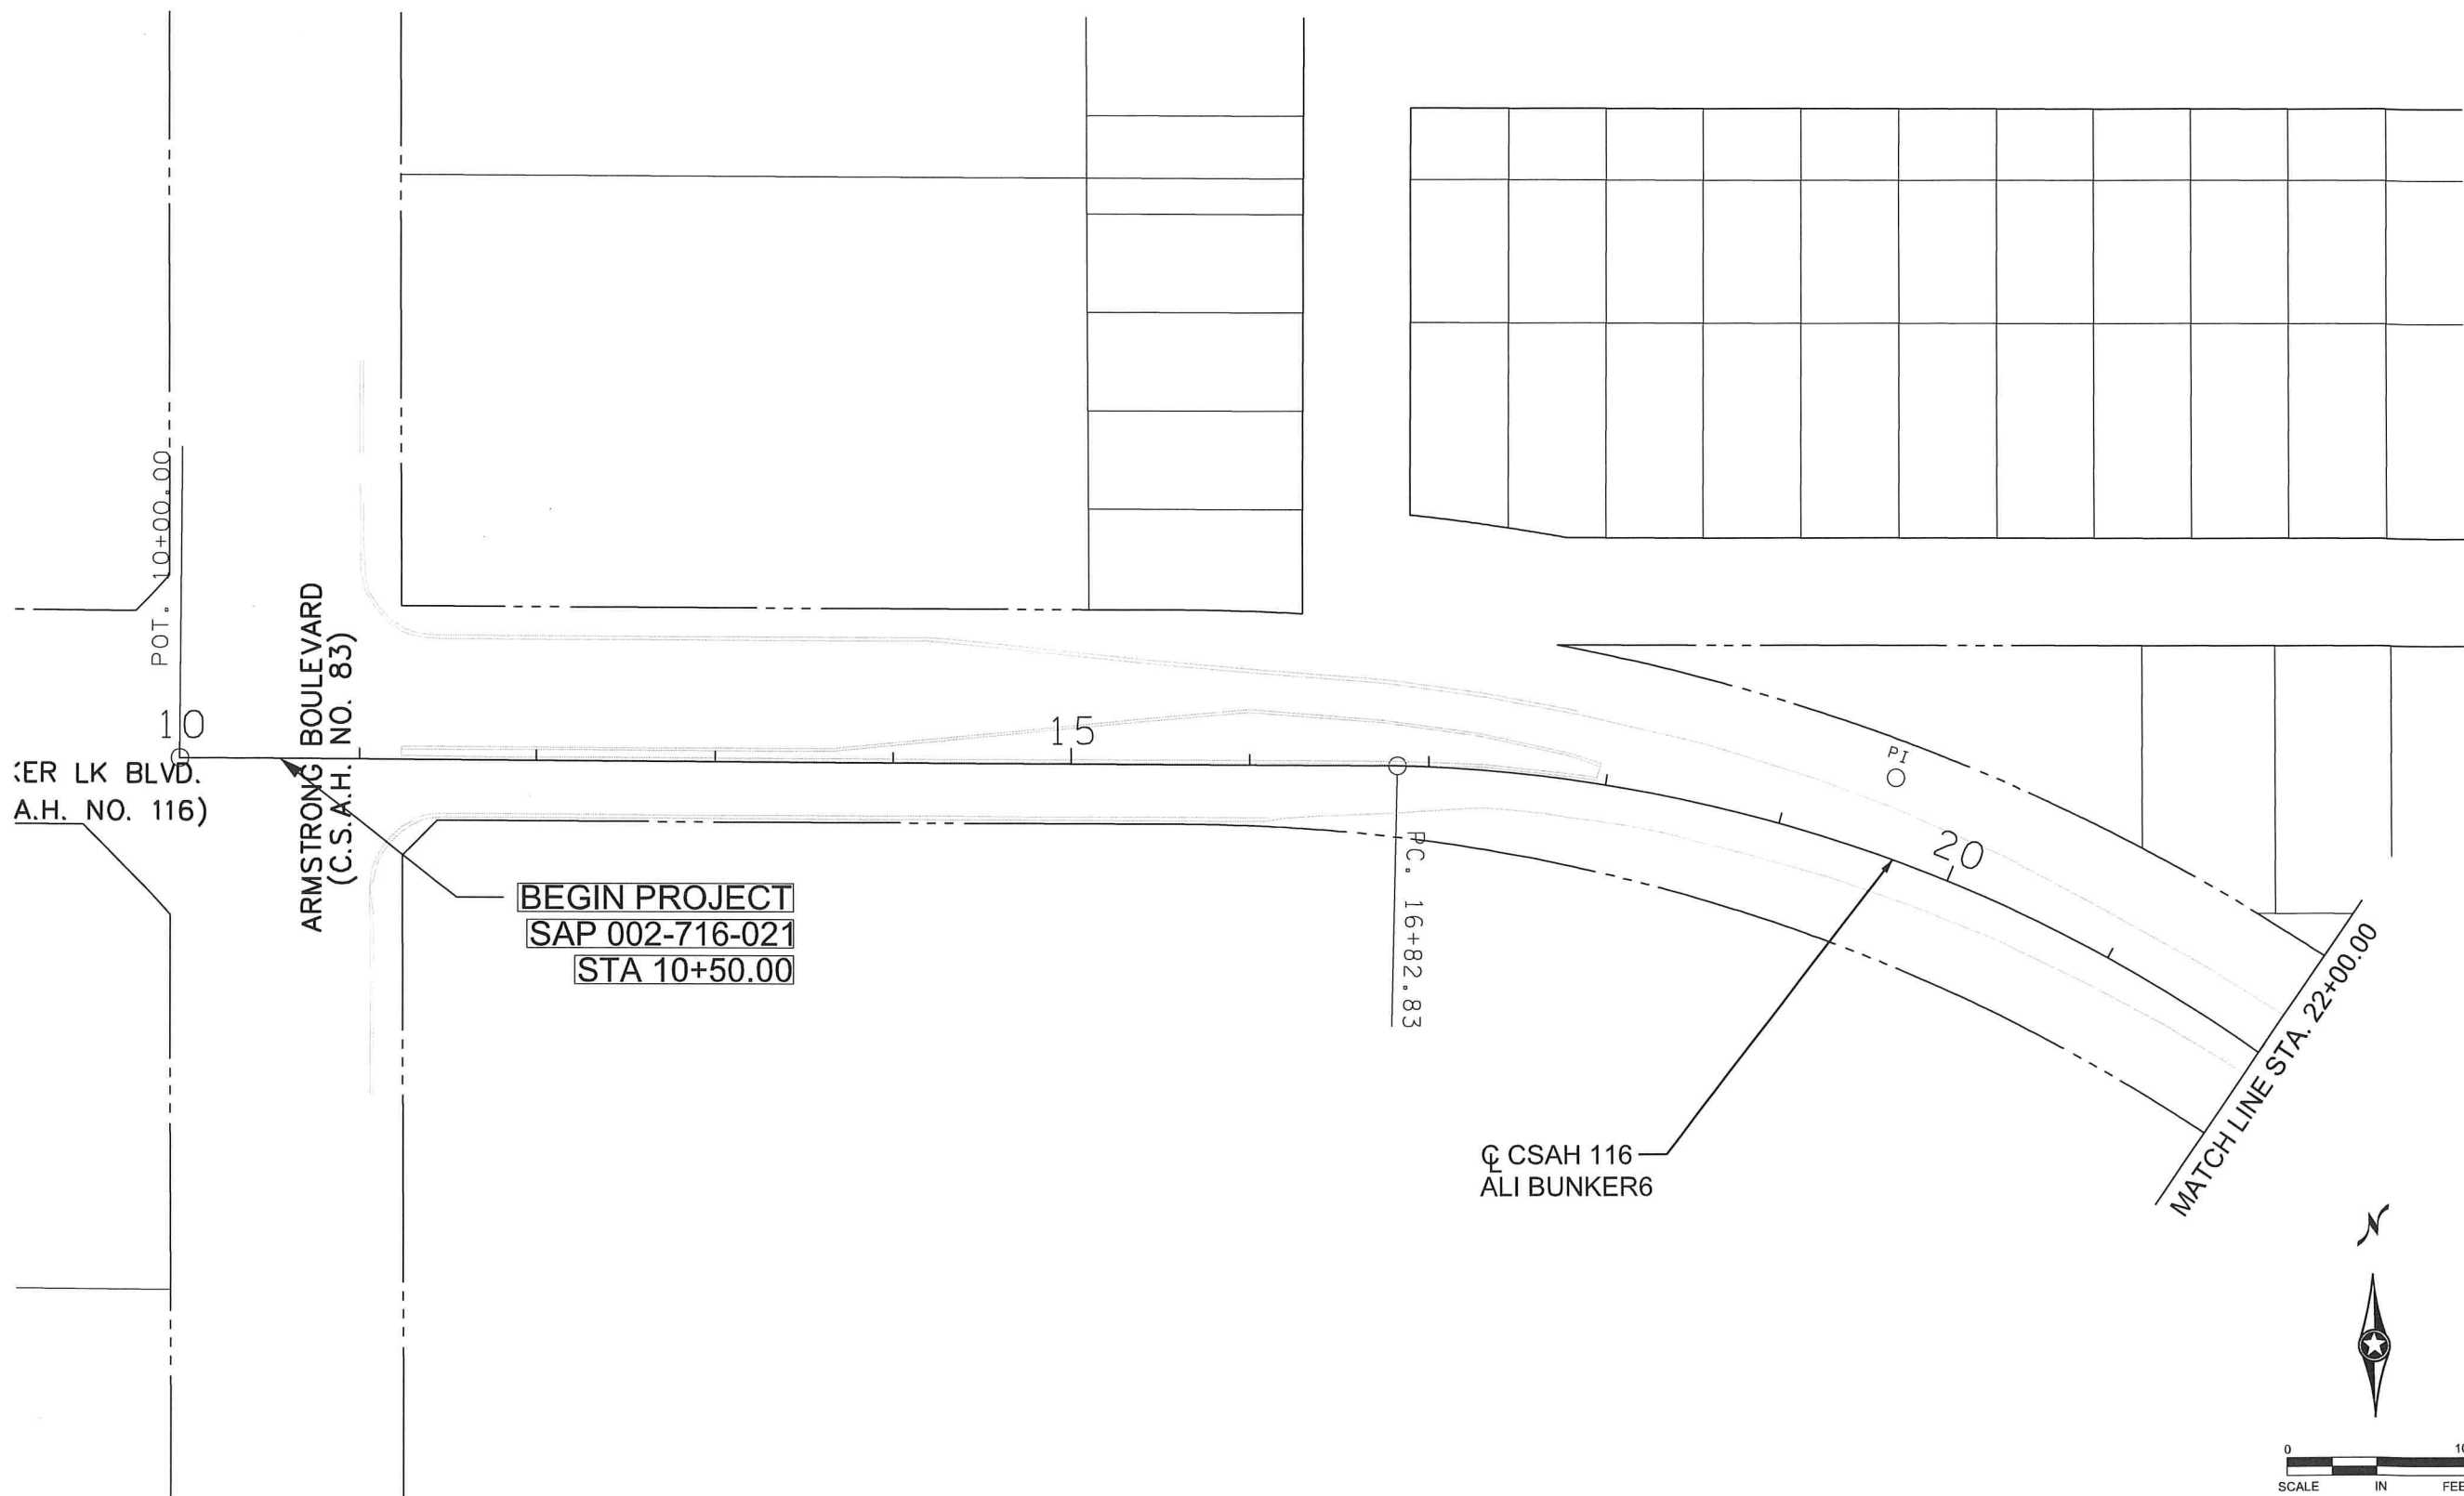 POT. 10+00.00
10
ARMSTRONG BOULEVARD
(C.S.A.H. NO. 83)
LK BLVD.
A.H. NO. 116)
BEGIN PROJECT
SAP 002-716-021
STA 10+50.00
15
PC. 16+82.83
PI
20
℄ CSAH 116
ALI BUNKER6
MATCH LINE STA. 22+00.00
N
0
SCALE IN